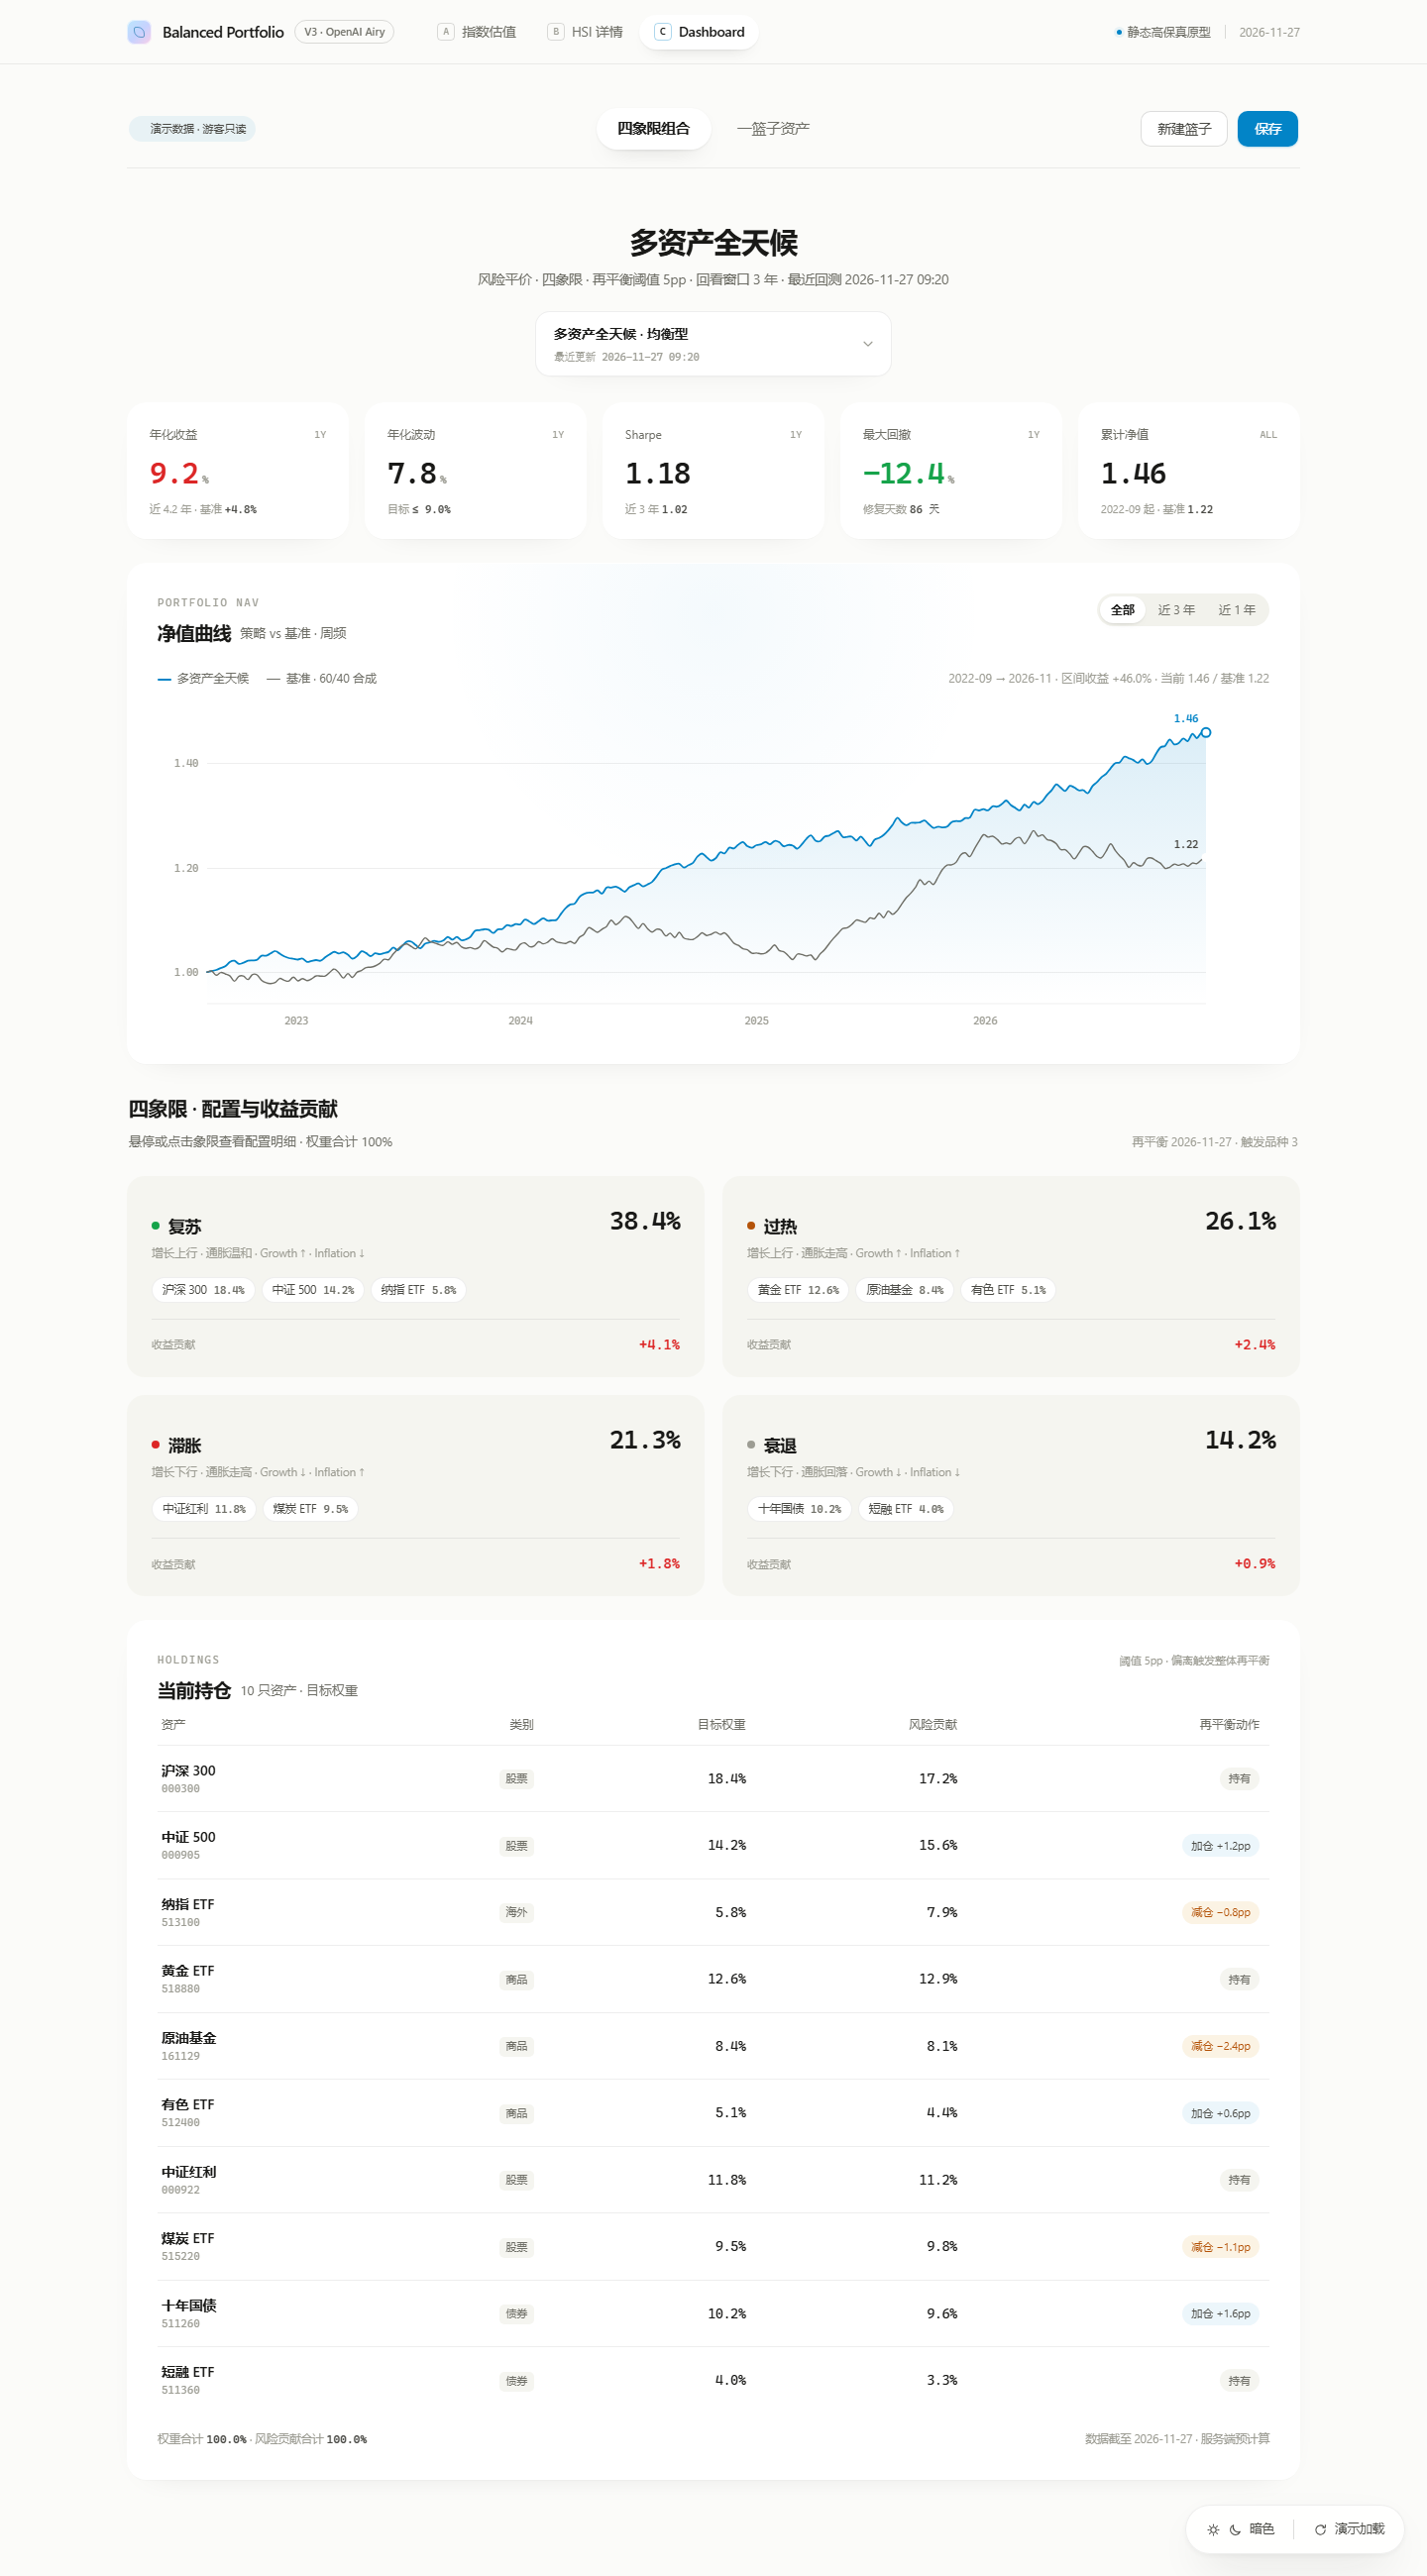 Balanced Portfolio V3 · OpenAI Airy A 指数估值 B HSI 详情 C Dashboard 静态高保真原型 2026-11-27
演示数据 · 游客只读 四象限组合 一篮子资产 新建篮子 保存
多资产全天候
风险平价 · 四象限 · 再平衡阈值 5pp · 回看窗口 3 年 · 最近回测 2026-11-27 09:20
多资产全天候 · 均衡型
最近更新 2026-11-27 09:20
年化收益 1Y
9.2%
近 4.2 年 · 基准 +4.8%
年化波动 1Y
7.8%
目标 ≤ 9.0%
Sharpe 1Y
1.18
近 3 年 1.02
最大回撤 1Y
−12.4%
修复天数 86 天
累计净值 ALL
1.46
2022-09 起 · 基准 1.22
PORTFOLIO NAV
净值曲线 策略 vs 基准 · 周频
全部 近 3 年 近 1 年
多资产全天候 基准 · 60/40 合成
2022-09 → 2026-11 · 区间收益 +46.0% · 当前 1.46 / 基准 1.22
1.46
1.40
1.22
1.20
1.00
2023 2024 2025 2026
四象限 · 配置与收益贡献
悬停或点击象限查看配置明细 · 权重合计 100%
再平衡 2026-11-27 · 触发品种 3
复苏 38.4%
增长上行 · 通胀温和 · Growth ↑ · Inflation ↓
沪深 300 18.4% 中证 500 14.2% 纳指 ETF 5.8%
收益贡献 +4.1%
过热 26.1%
增长上行 · 通胀走高 · Growth ↑ · Inflation ↑
黄金 ETF 12.6% 原油基金 8.4% 有色 ETF 5.1%
收益贡献 +2.4%
滞胀 21.3%
增长下行 · 通胀走高 · Growth ↓ · Inflation ↑
中证红利 11.8% 煤炭 ETF 9.5%
收益贡献 +1.8%
衰退 14.2%
增长下行 · 通胀回落 · Growth ↓ · Inflation ↓
十年国债 10.2% 短融 ETF 4.0%
收益贡献 +0.9%
HOLDINGS
当前持仓 10 只资产 · 目标权重
阈值 5pp · 偏离触发整体再平衡
资产 类别 目标权重 风险贡献 再平衡动作
沪深 300
000300
股票 18.4% 17.2% 持有
中证 500
000905
股票 14.2% 15.6% 加仓 +1.2pp
纳指 ETF
513100
海外 5.8% 7.9% 减仓 −0.8pp
黄金 ETF
518880
商品 12.6% 12.9% 持有
原油基金
161129
商品 8.4% 8.1% 减仓 −2.4pp
有色 ETF
512400
商品 5.1% 4.4% 加仓 +0.6pp
中证红利
000922
股票 11.8% 11.2% 持有
煤炭 ETF
515220
股票 9.5% 9.8% 减仓 −1.1pp
十年国债
511260
债券 10.2% 9.6% 加仓 +1.6pp
短融 ETF
511360
债券 4.0% 3.3% 持有
权重合计 100.0% · 风险贡献合计 100.0%
数据截至 2026-11-27 · 服务端预计算
暗色 演示加载